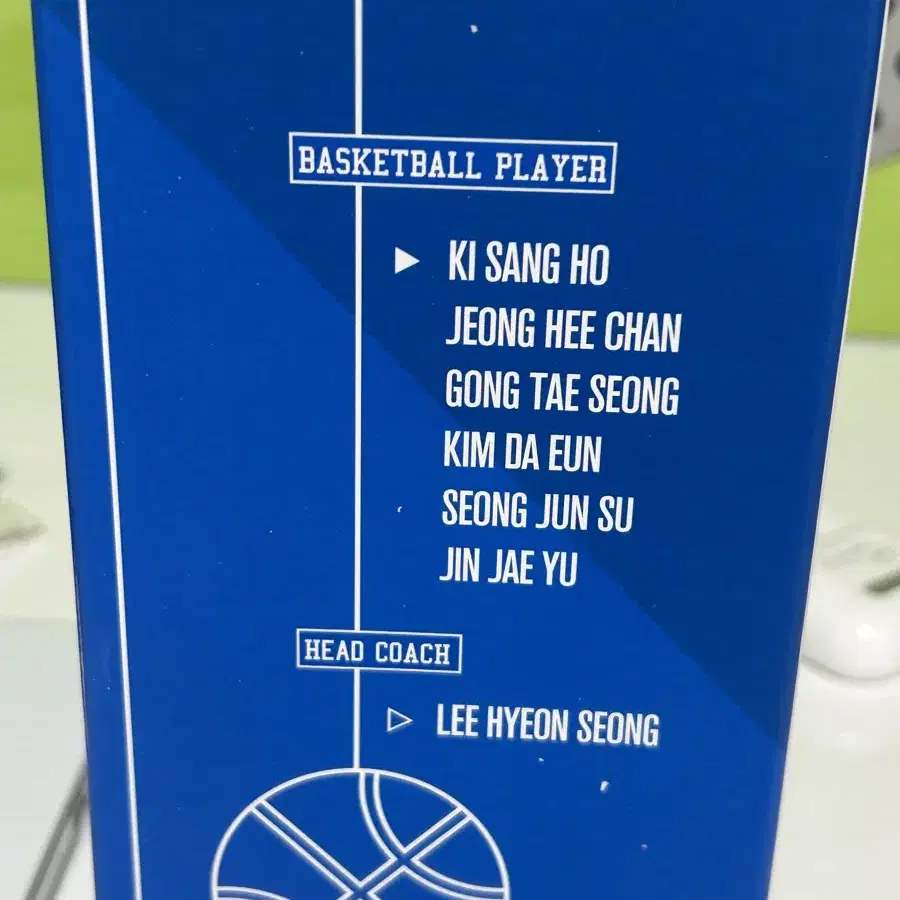 BASKETBALL PLAYER
KI SANG HO
JEONG HEE CHAN
GONG TAE SEONG
KIM DA EUN
SEONG JUN SU
JIN JAE YU
HEAD COACH
LEE HYEON SEONG